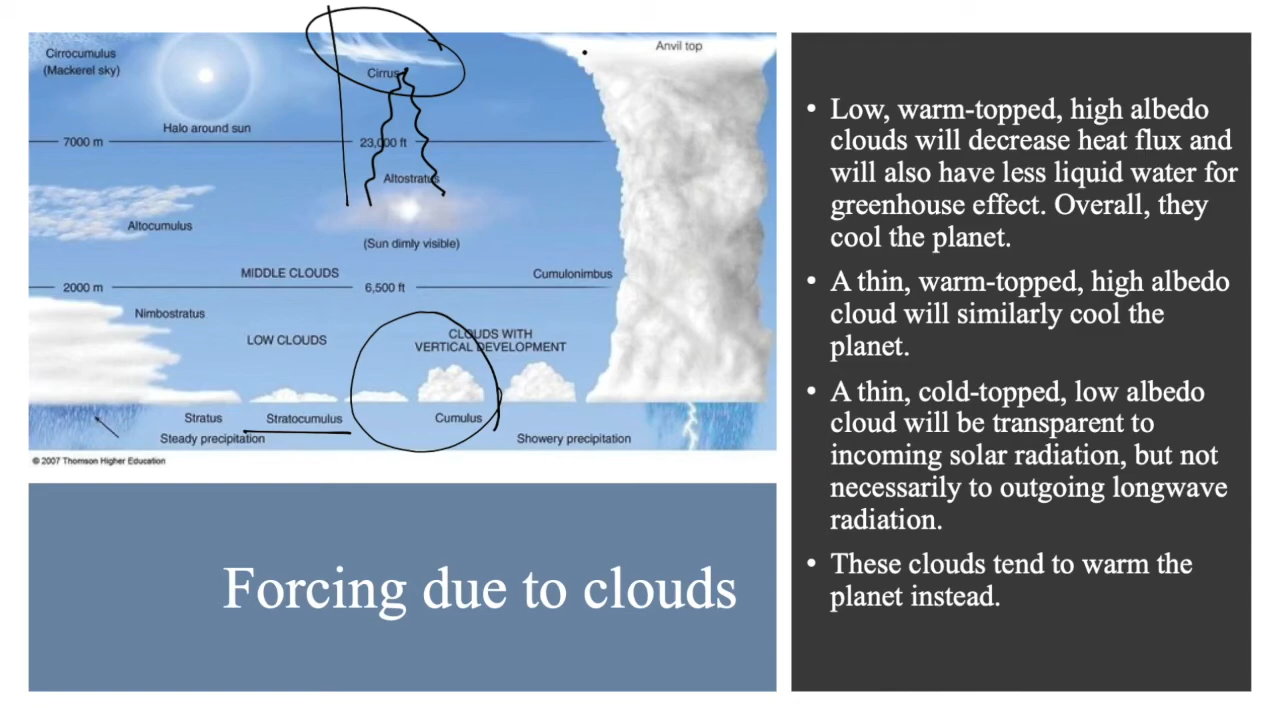 Cirrocumulus
(Mackerel sky)
Halo around sun
Cirrus
Anvil top
7000 m
23,000 ft
Altostratus
Altocumulus
(Sun dimly visible)
MIDDLE CLOUDS
Cumulonimbus
2000 m
6,500 ft
Nimbostratus
LOW CLOUDS
CLOUDS WITH
VERTICAL DEVELOPMENT
Stratus
Stratocumulus
Cumulus
Steady precipitation
Showery precipitation
© 2007 Thomson Higher Education
Forcing due to clouds
• Low, warm-topped, high albedo
clouds will decrease heat flux and
will also have less liquid water for
greenhouse effect. Overall, they
cool the planet.
• A thin, warm-topped, high albedo
cloud will similarly cool the
planet.
• A thin, cold-topped, low albedo
cloud will be transparent to
incoming solar radiation, but not
necessarily to outgoing longwave
radiation.
• These clouds tend to warm the
planet instead.